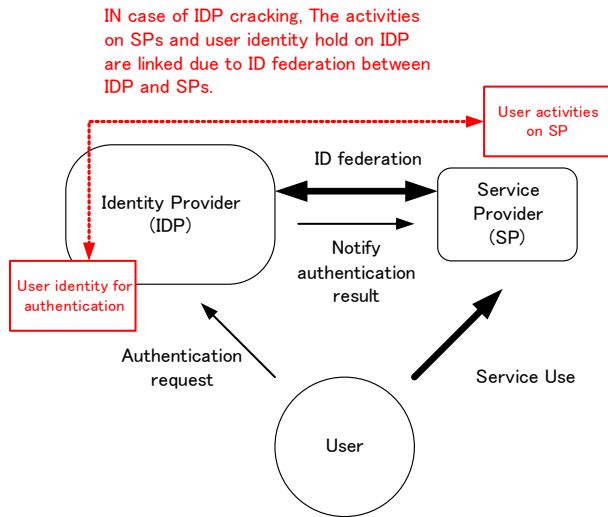 IN case of IDP cracking, The activities
on SPs and user identity hold on IDP
are linked due to ID federation between
IDP and SPs.
User activities
on SP
ID federation
Identity Provider
(IDP)
Service
Provider
(SP)
Notify
authentication
result
User identity for
authentication
Authentication
request
Service Use
User